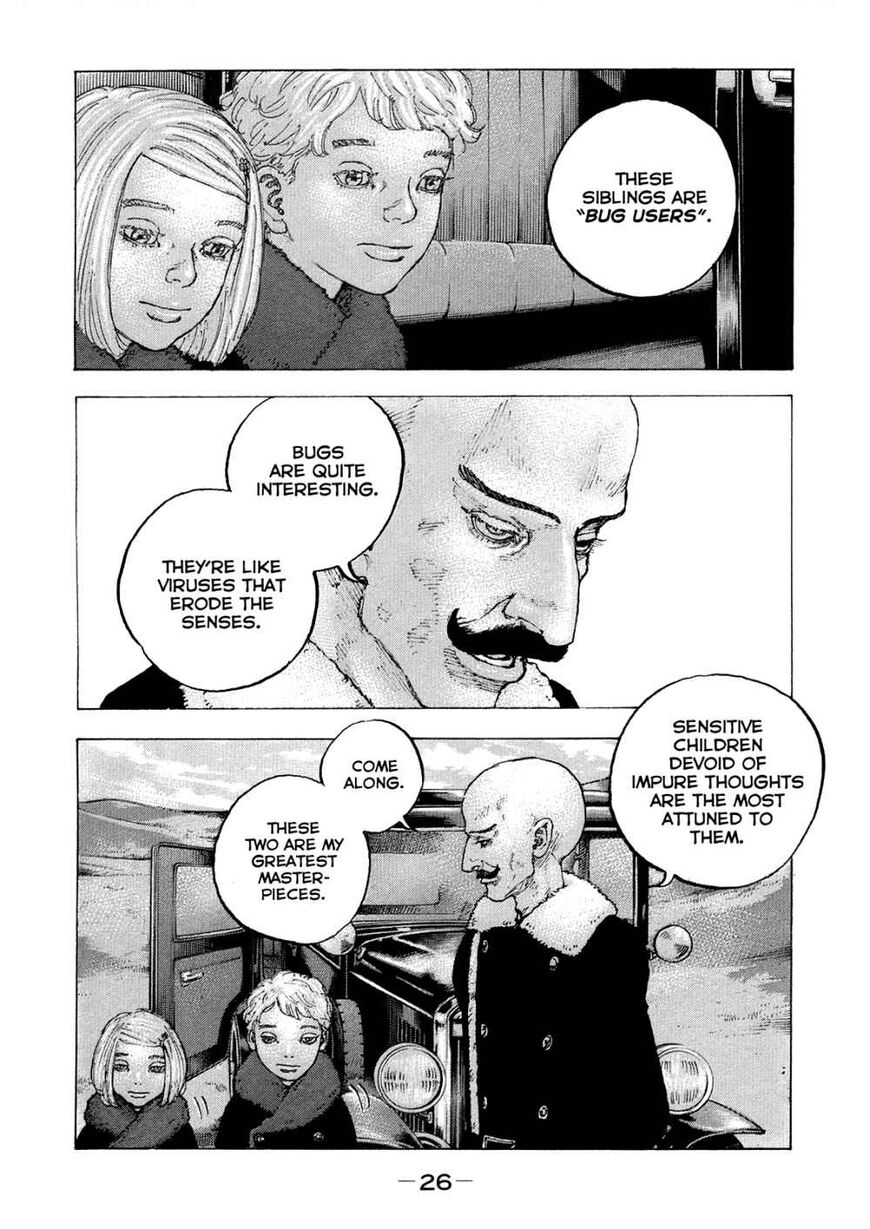 THESE
SIBLINGS ARE
"BUG USERS".
BUGS
ARE QUITE
INTERESTING.
THEY'RE LIKE
VIRUSES THAT
ERODE THE
SENSES.
SENSITIVE
CHILDREN
DEVOID OF
IMPURE THOUGHTS
ARE THE MOST
ATTUNED TO
THEM.
COME
ALONG.
THESE
TWO ARE MY
GREATEST
MASTER-
PIECES.
—26—